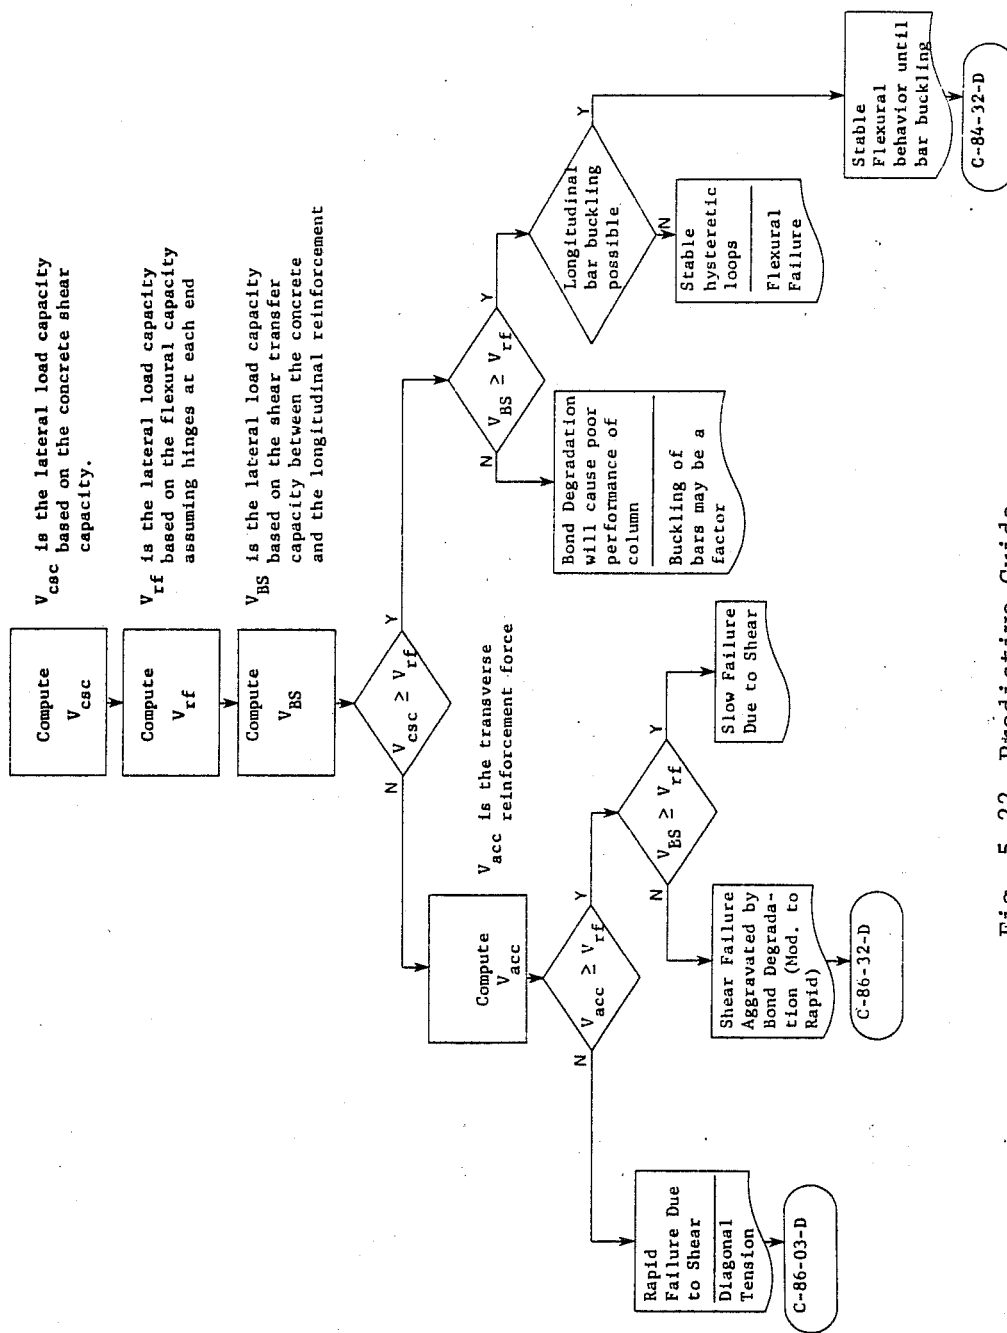 Compute
V_csc
V_csc is the lateral load capacity
based on the concrete shear
capacity.
Compute
V_rf
V_rf is the lateral load capacity
based on the flexural capacity
assuming hinges at each end
Compute
V_BS
V_BS is the lateral load capacity
based on the shear transfer
capacity between the concrete
and the longitudinal reinforcement
V_csc ≥ V_rf
N
Y
Compute
V_acc
V_acc is the transverse
reinforcement force
V_acc ≥ V_rf
N
Y
Rapid
Failure Due
to Shear
Diagonal
Tension
C-86-03-D
V_BS ≥ V_rf
N
Y
Shear Failure
Aggravated by
Bond Degrada-
tion (Mod. to
Rapid)
C-86-32-D
Slow Failure
Due to Shear
V_BS ≥ V_rf
N
Y
Bond Degradation
will cause poor
performance of
column
Buckling of
bars may be a
factor
Longitudinal
bar buckling
possible
N
Y
Stable
hysteretic
loops
Flexural
Failure
Stable
Flexural
behavior until
bar buckling
C-84-32-D
Fig. 5.22 Predictive Guide